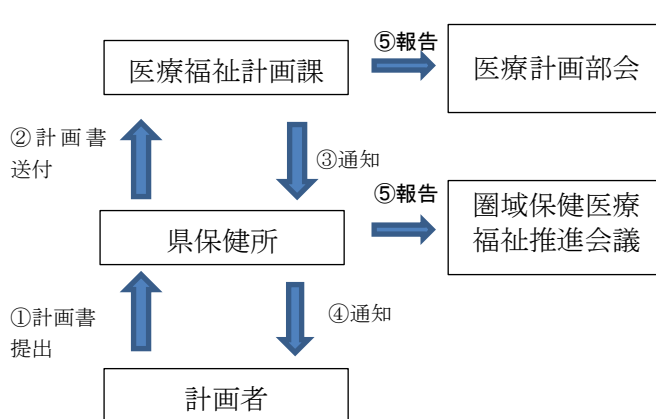 ⑤報告
医療福祉計画課
医療計画部会
②計画書
送付
③通知
⑤報告
圏域保健医療
福祉推進会議
県保健所
①計画書
提出
④通知
計画者